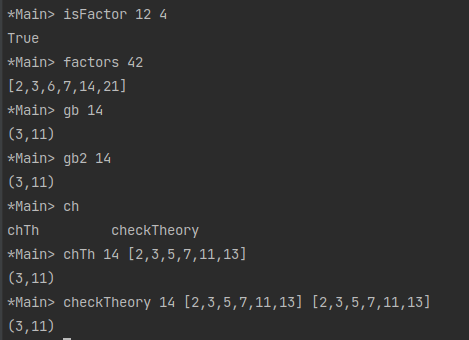 *Main> isFactor 12 4
True
*Main> factors 42
[2,3,6,7,14,21]
*Main> gb 14
(3,11)
*Main> gb2 14
(3,11)
*Main> ch
chTh         checkTheory
*Main> chTh 14 [2,3,5,7,11,13]
(3,11)
*Main> checkTheory 14 [2,3,5,7,11,13] [2,3,5,7,11,13]
(3,11)